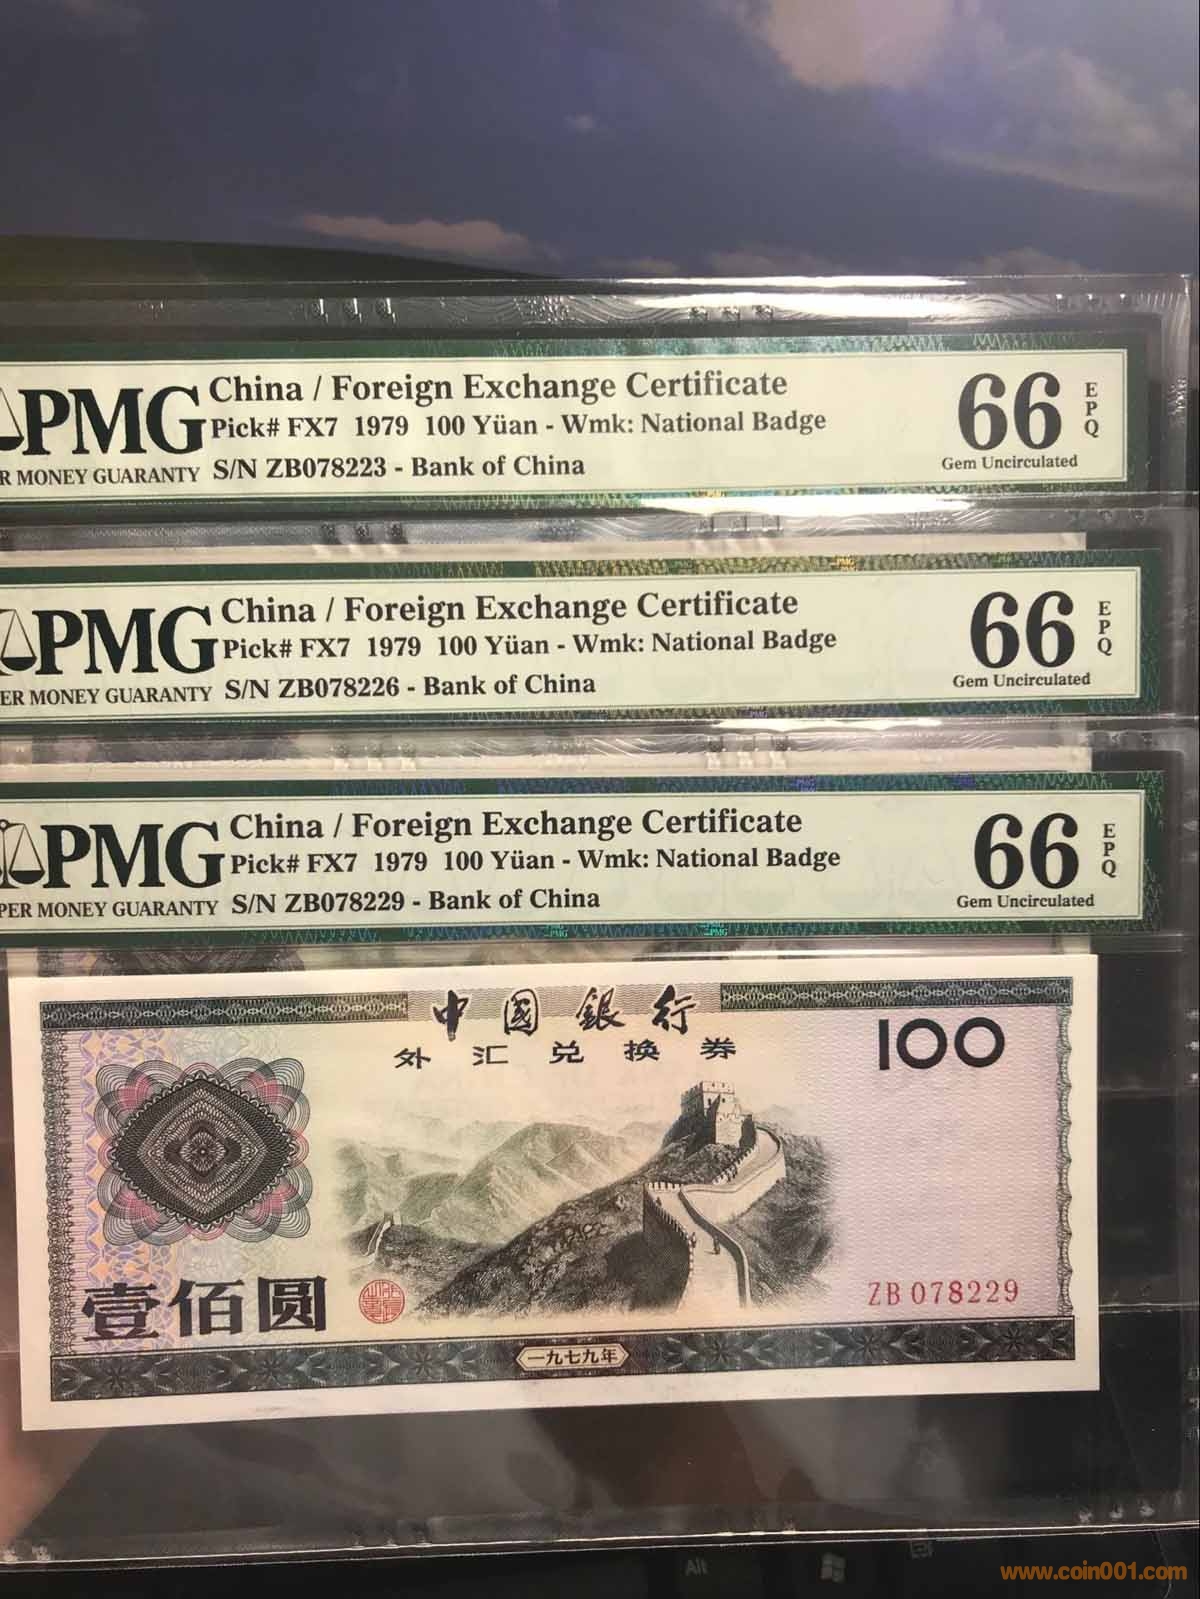 PMG
China / Foreign Exchange Certificate
Pick# FX7 1979 100 Yüan - Wmk: National Badge
R MONEY GUARANTY
S/N ZB078223 - Bank of China
66
EPQ
Gem Uncirculated
PMG
China / Foreign Exchange Certificate
Pick# FX7 1979 100 Yüan - Wmk: National Badge
ER MONEY GUARANTY
S/N ZB078226 - Bank of China
66
EPQ
Gem Uncirculated
PMG
China / Foreign Exchange Certificate
Pick# FX7 1979 100 Yüan - Wmk: National Badge
PER MONEY GUARANTY
S/N ZB078229 - Bank of China
66
EPQ
Gem Uncirculated
中國銀行
外汇兑换券
100
壹佰圆
ZB 078229
一九七九年
Alt
www.coin001.com